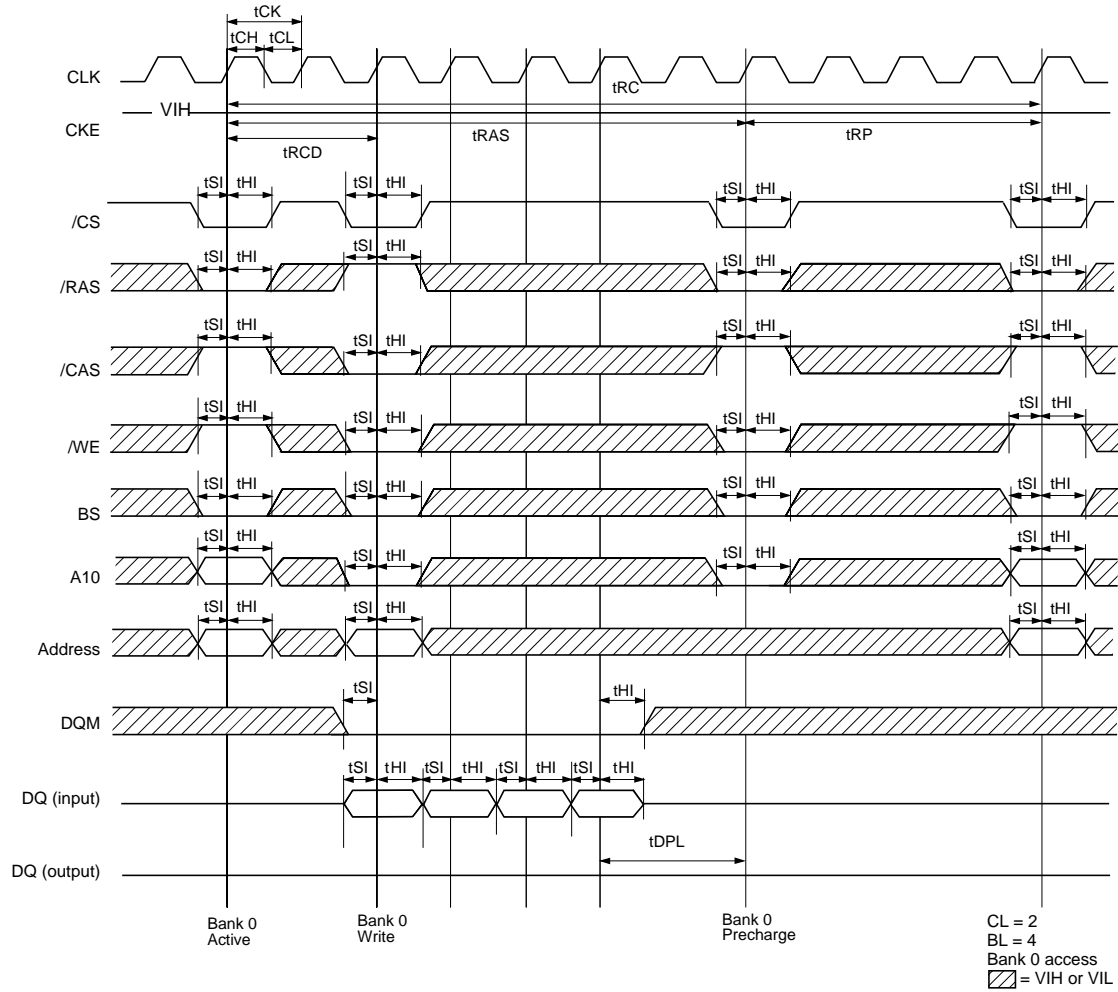 tCK
tCH tCL
CLK
tRC
VIH
CKE
tRAS tRP
tRCD
tSI tHI tSI tHI tSI tHI tSI tHI
/CS
tSI tHI
tSI tHI tSI tHI tSI tHI
/RAS
tSI tHI tSI tHI tSI tHI tSI tHI
/CAS
tSI tHI tSI tHI tSI tHI tSI tHI
/WE
tSI tHI tSI tHI tSI tHI tSI tHI
BS
tSI tHI tSI tHI tSI tHI tSI tHI
A10
tSI tHI tSI tHI tSI tHI
Address
tSI tHI
DQM
tSI tHI tSI tHI tSI tHI tSI tHI
DQ (input)
tDPL
DQ (output)
Bank 0
Active
Bank 0
Write
Bank 0
Precharge
CL = 2
BL = 4
Bank 0 access
= VIH or VIL